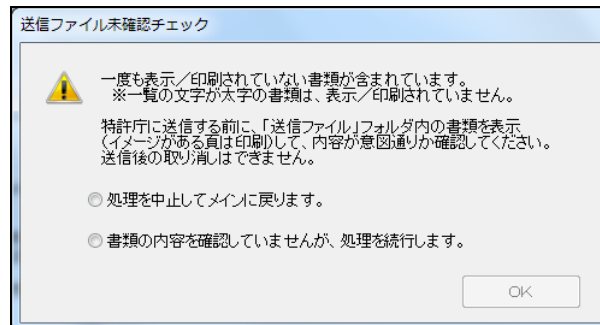 送信ファイル未確認チェック
一度も表示／印刷されていない書類が含まれています。
※一覧の文字が太字の書類は、表示／印刷されていません。
特許庁に送信する前に、「送信ファイル」フォルダ内の書類を表示
（イメージがある頁は印刷）して、内容が意図通りか確認してください。
送信後の取り消しはできません。
処理を中止してメインに戻ります。
書類の内容を確認していませんが、処理を続行します。
OK